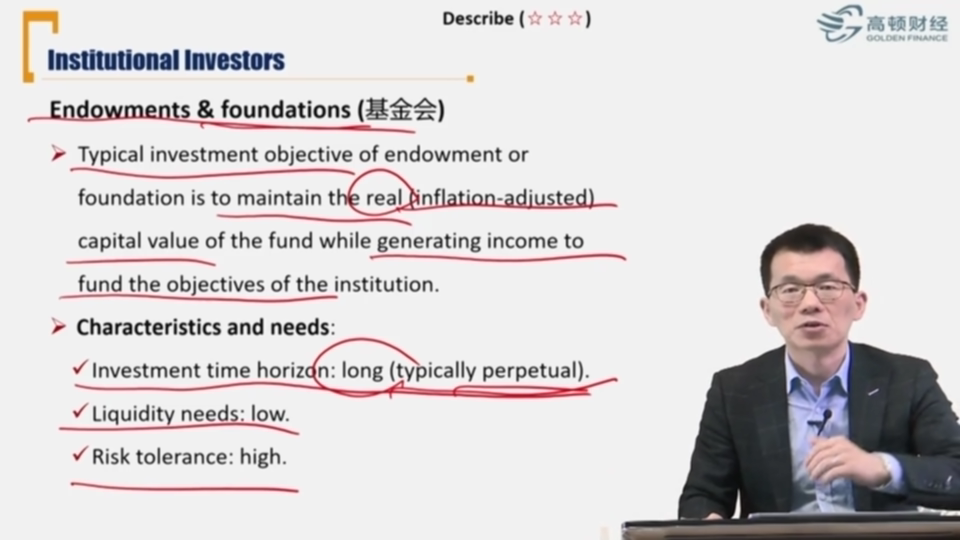 Describe (☆ ☆ ☆)
高顿财经
GOLDEN FINANCE
Institutional Investors
Endowments & foundations (基金会)
➤ Typical investment objective of endowment or
foundation is to maintain the real (inflation-adjusted)
capital value of the fund while generating income to
fund the objectives of the institution.
➤ Characteristics and needs:
✓Investment time horizon: long (typically perpetual).
✓Liquidity needs: low.
✓Risk tolerance: high.